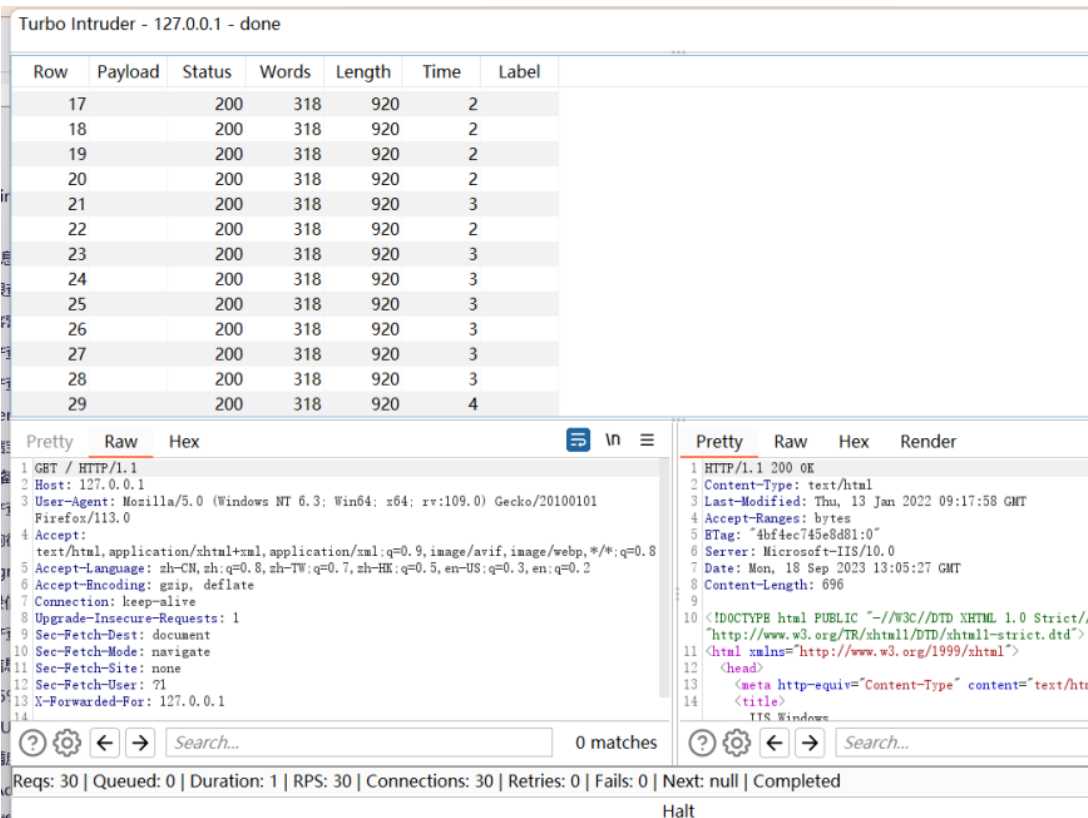 Turbo Intruder - 127.0.0.1 - done
Row Payload Status Words Length Time Label
17 200 318 920 2
18 200 318 920 2
19 200 318 920 2
20 200 318 920 2
21 200 318 920 3
22 200 318 920 2
23 200 318 920 3
24 200 318 920 3
25 200 318 920 3
26 200 318 920 3
27 200 318 920 3
28 200 318 920 3
29 200 318 920 4
Pretty Raw Hex \n
1 GET / HTTP/1.1
2 Host: 127.0.0.1
3 User-Agent: Mozilla/5.0 (Windows NT 6.3; Win64; x64; rv:109.0) Gecko/20100101
Firefox/113.0
4 Accept:
text/html,application/xhtml+xml,application/xml;q=0.9,image/avif,image/webp,*/*;q=0.8
5 Accept-Language: zh-CN,zh;q=0.8,zh-TW;q=0.7,zh-HK;q=0.5,en-US;q=0.3,en;q=0.2
6 Accept-Encoding: gzip, deflate
7 Connection: keep-alive
8 Upgrade-Insecure-Requests: 1
9 Sec-Fetch-Dest: document
10 Sec-Fetch-Mode: navigate
11 Sec-Fetch-Site: none
12 Sec-Fetch-User: ?1
13 X-Forwarded-For: 127.0.0.1
14
Search... 0 matches
Pretty Raw Hex Render
1 HTTP/1.1 200 OK
2 Content-Type: text/html
3 Last-Modified: Thu, 13 Jan 2022 09:17:58 GMT
4 Accept-Ranges: bytes
5 ETag: "4bf4ec745e8d81:0"
6 Server: Microsoft-IIS/10.0
7 Date: Mon, 18 Sep 2023 13:05:27 GMT
8 Content-Length: 696
9
10 <!DOCTYPE html PUBLIC "-//W3C//DTD XHTML 1.0 Strict//
"http://www.w3.org/TR/xhtml1/DTD/xhtml1-strict.dtd">
11 <html xmlns="http://www.w3.org/1999/xhtml">
12 <head>
13 <meta http-equiv="Content-Type" content="text/htm
14 <title>
IIS Windows
Search...
Reqs: 30 | Queued: 0 | Duration: 1 | RPS: 30 | Connections: 30 | Retries: 0 | Fails: 0 | Next: null | Completed
Halt